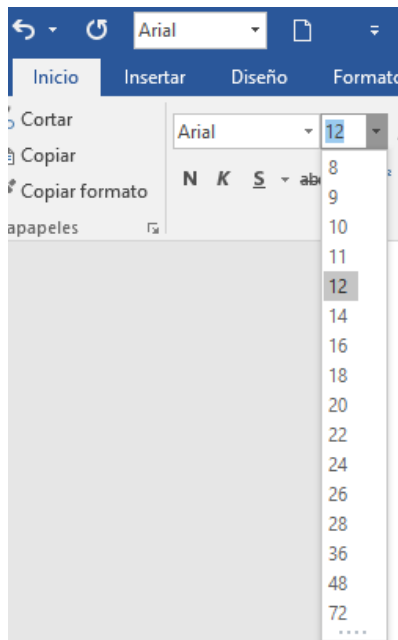 Arial
Inicio Insertar Diseño Formato
Cortar
Copiar
Copiar formato
Arial 12
N K S abc
apapeles
8
9
10
11
12
14
16
18
20
22
24
26
28
36
48
72